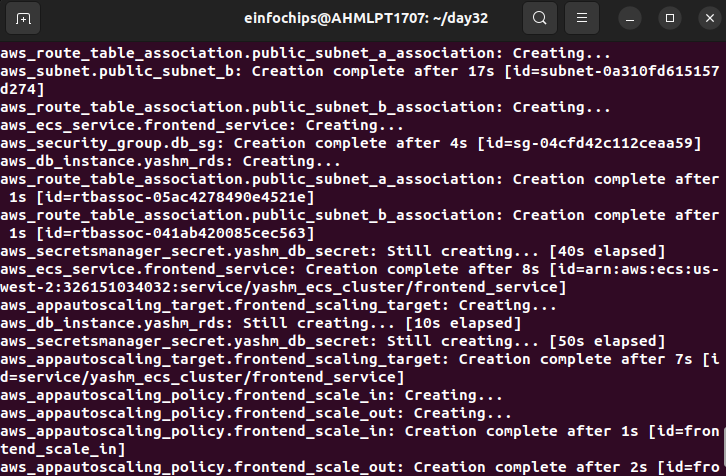 einfochips@AHMLPT1707: ~/day32
aws_route_table_association.public_subnet_a_association: Creating...
aws_subnet.public_subnet_b: Creation complete after 17s [id=subnet-0a310fd615157
d274]
aws_route_table_association.public_subnet_b_association: Creating...
aws_ecs_service.frontend_service: Creating...
aws_security_group.db_sg: Creation complete after 4s [id=sg-04cfd42c112ceaa59]
aws_db_instance.yashm_rds: Creating...
aws_route_table_association.public_subnet_a_association: Creation complete after
 1s [id=rtbassoc-05ac4278490e4521e]
aws_route_table_association.public_subnet_b_association: Creation complete after
 1s [id=rtbassoc-041ab420085cec563]
aws_secretsmanager_secret.yashm_db_secret: Still creating... [40s elapsed]
aws_ecs_service.frontend_service: Creation complete after 8s [id=arn:aws:ecs:us-
west-2:326151034032:service/yashm_ecs_cluster/frontend_service]
aws_appautoscaling_target.frontend_scaling_target: Creating...
aws_db_instance.yashm_rds: Still creating... [10s elapsed]
aws_secretsmanager_secret.yashm_db_secret: Still creating... [50s elapsed]
aws_appautoscaling_target.frontend_scaling_target: Creation complete after 7s [i
d=service/yashm_ecs_cluster/frontend_service]
aws_appautoscaling_policy.frontend_scale_in: Creating...
aws_appautoscaling_policy.frontend_scale_out: Creating...
aws_appautoscaling_policy.frontend_scale_in: Creation complete after 1s [id=fron
tend_scale_in]
aws_appautoscaling_policy.frontend_scale_out: Creation complete after 2s [id=fro